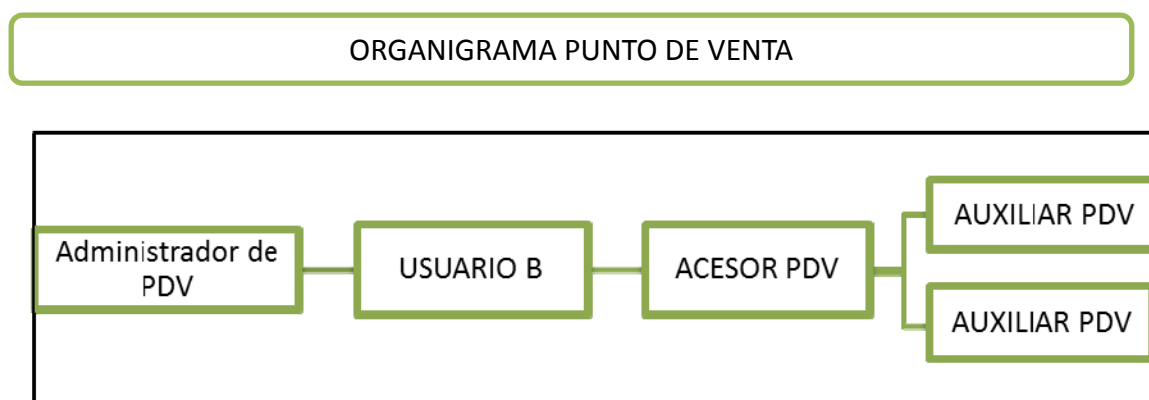 ORGANIGRAMA PUNTO DE VENTA
Administrador de
PDV
USUARIO B
ACESOR PDV
AUXILIAR PDV
AUXILIAR PDV